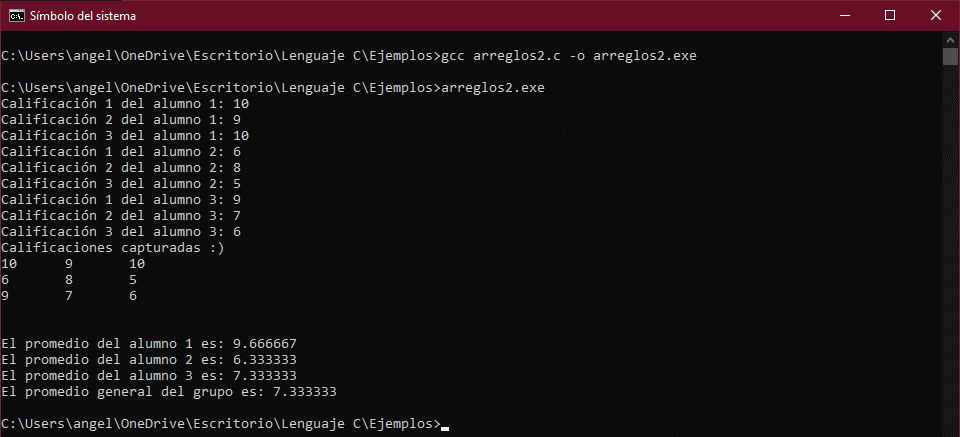 Símbolo del sistema
C:\Users\angel\OneDrive\Escritorio\Lenguaje C\Ejemplos>gcc arreglos2.c -o arreglos2.exe
C:\Users\angel\OneDrive\Escritorio\Lenguaje C\Ejemplos>arreglos2.exe
Calificación 1 del alumno 1: 10
Calificación 2 del alumno 1: 9
Calificación 3 del alumno 1: 10
Calificación 1 del alumno 2: 6
Calificación 2 del alumno 2: 8
Calificación 3 del alumno 2: 5
Calificación 1 del alumno 3: 9
Calificación 2 del alumno 3: 7
Calificación 3 del alumno 3: 6
Calificaciones capturadas :)
10 9 10
6 8 5
9 7 6
El promedio del alumno 1 es: 9.666667
El promedio del alumno 2 es: 6.333333
El promedio del alumno 3 es: 7.333333
El promedio general del grupo es: 7.333333
C:\Users\angel\OneDrive\Escritorio\Lenguaje C\Ejemplos>